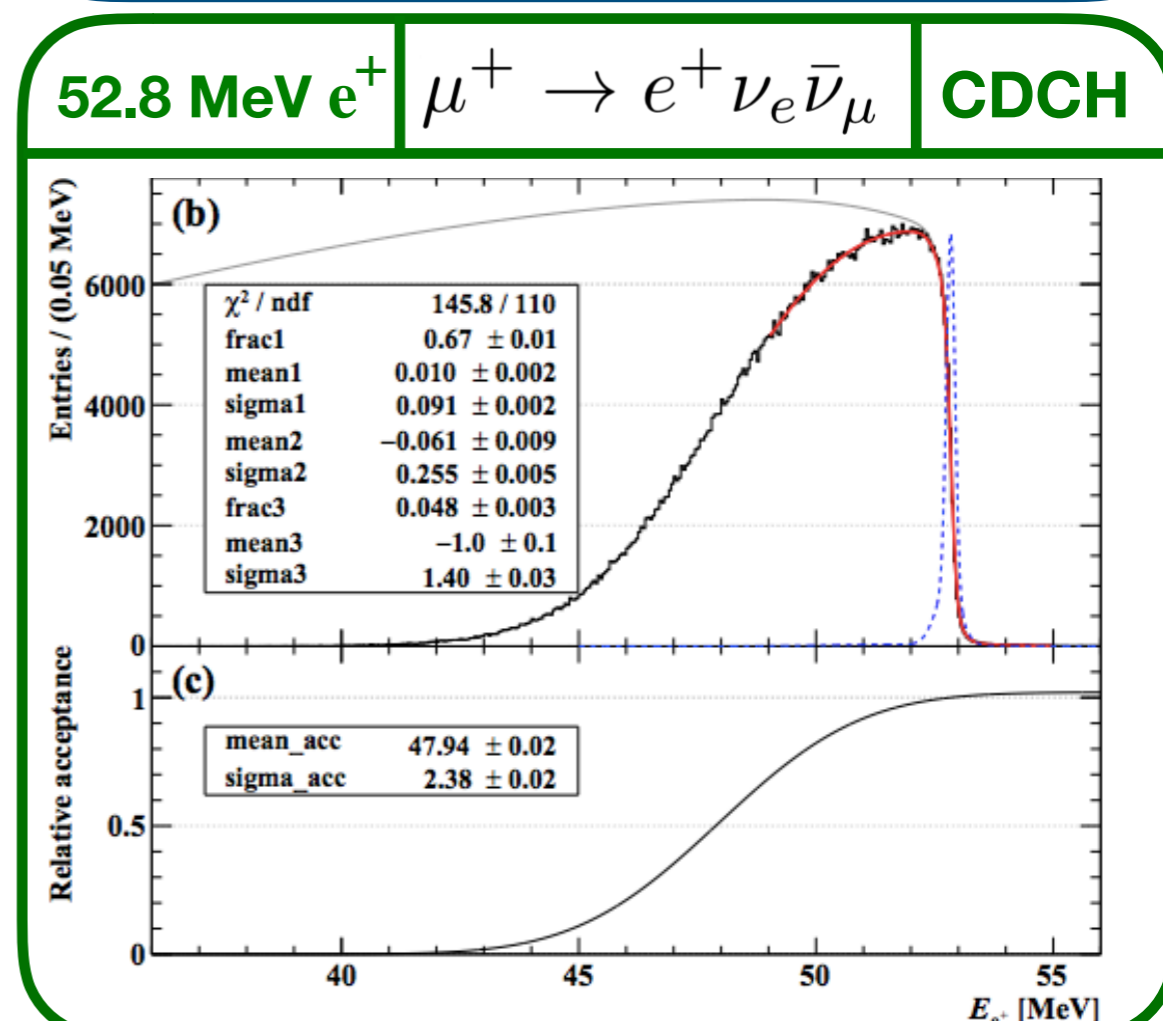 52.8 MeV e⁺ μ⁺ → e⁺ ν_e ν̄_μ CDCH
(b)
Entries / (0.05 MeV)
6000
4000
2000
0
χ² / ndf 145.8 / 110
frac1 0.67 ± 0.01
mean1 0.010 ± 0.002
sigma1 0.091 ± 0.002
mean2 −0.061 ± 0.009
sigma2 0.255 ± 0.005
frac3 0.048 ± 0.003
mean3 −1.0 ± 0.1
sigma3 1.40 ± 0.03
(c)
Relative acceptance
1
0.5
0
mean_acc 47.94 ± 0.02
sigma_acc 2.38 ± 0.02
40 45 50 55
E_e⁺ [MeV]